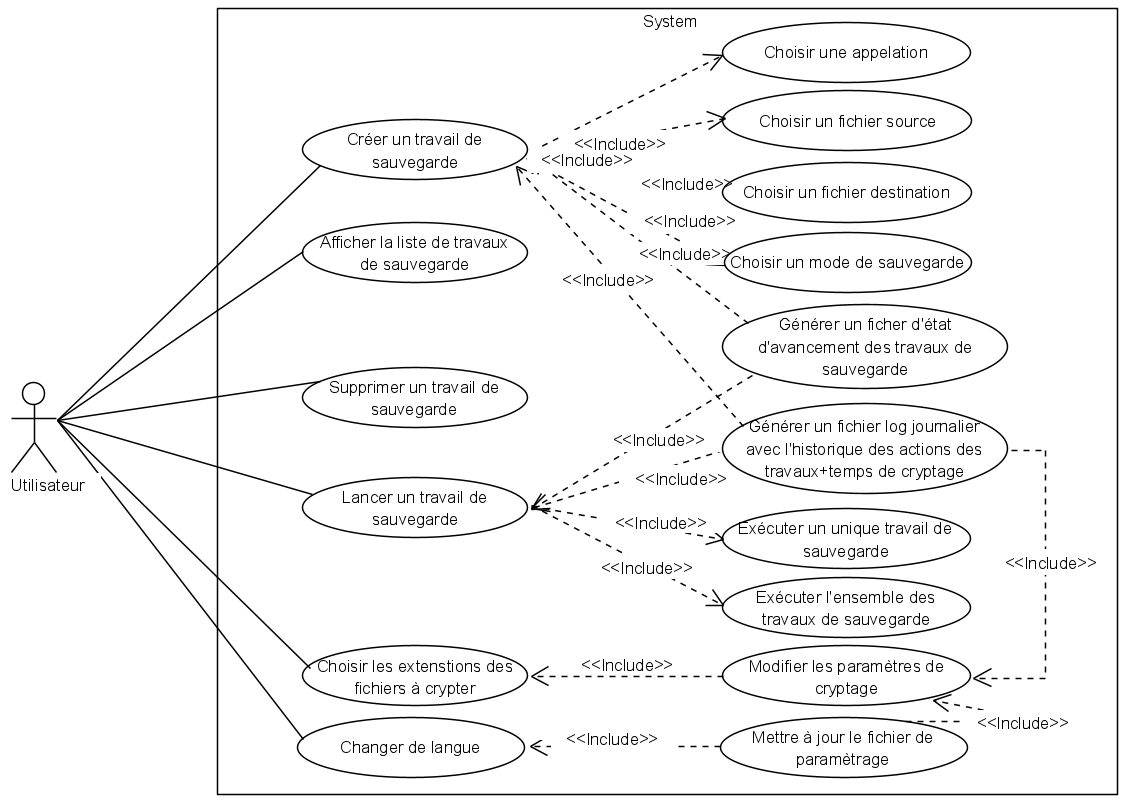 System
Choisir une appelation
Choisir un fichier source
Créer un travail de
sauvegarde
<<Include>>
<<Include>>
<<Include>>
Choisir un fichier destination
<<Include>>
Afficher la liste de travaux
de sauvegarde
<<Include>>
Choisir un mode de sauvegarde
<<Include>>
Générer un ficher d'état
d'avancement des travaux de
sauvegarde
Supprimer un travail de
sauvegarde
<<Include>>
Générer un fichier log journalier
avec l'historique des actions des
travaux+temps de cryptage
<<Include>>
Utilisateur
Lancer un travail de
sauvegarde
<<Include>>
Exécuter un unique travail de
sauvegarde
<<Include>>
<<Include>>
Exécuter l'ensemble des
travaux de sauvegarde
Choisir les extenstions des
fichiers à crypter
<<Include>>
Modifier les paramètres de
cryptage
<<Include>>
Changer de langue
<<Include>>
Mettre à jour le fichier de
paramètrage